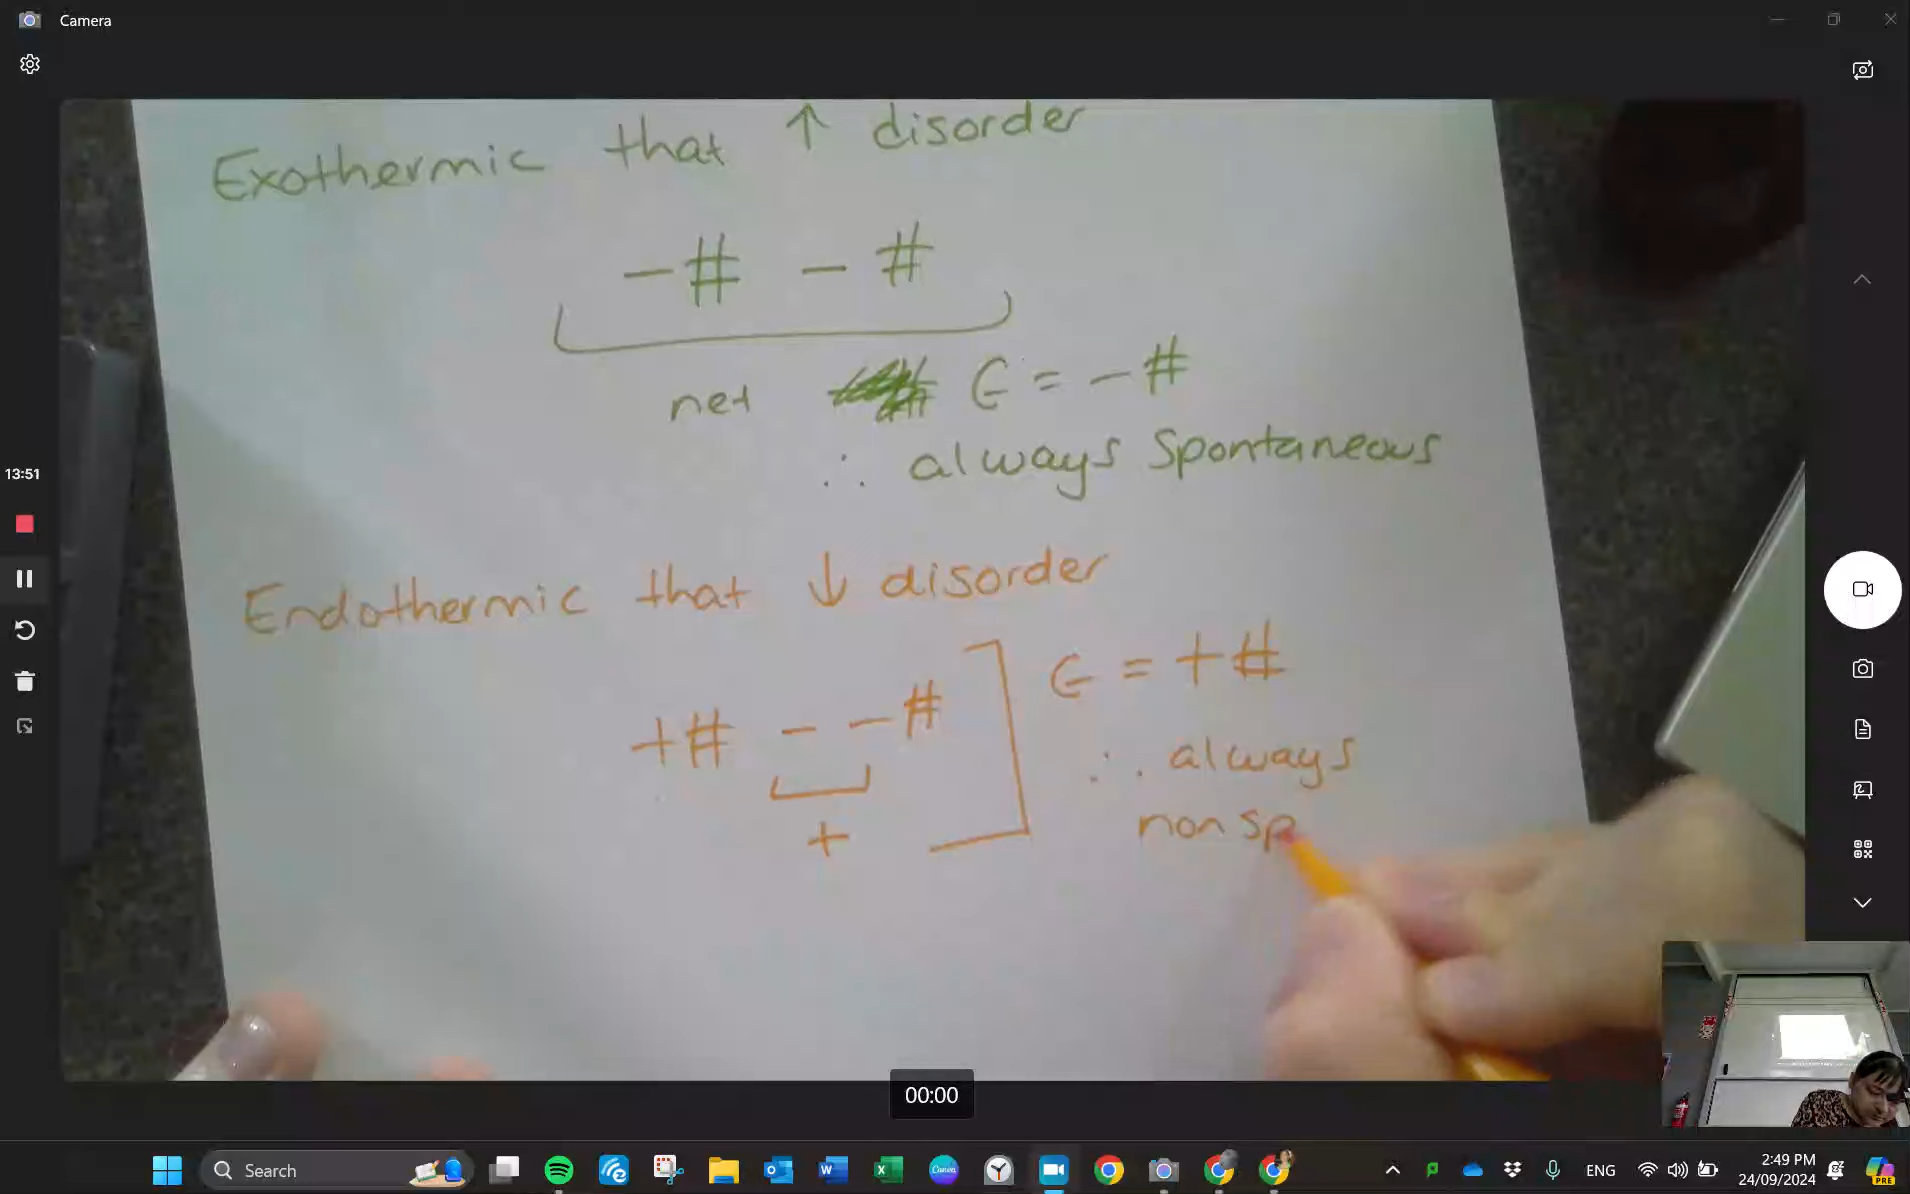 Camera
Exothermic that ↑ disorder
-# - #
net G = -#
∴ always Spontaneous
13:51
Endothermic that ↓ disorder
+# - -#
+
G = +#
∴ always
non sp
00:00
Search
ENG
2:49 PM
24/09/2024
PRE